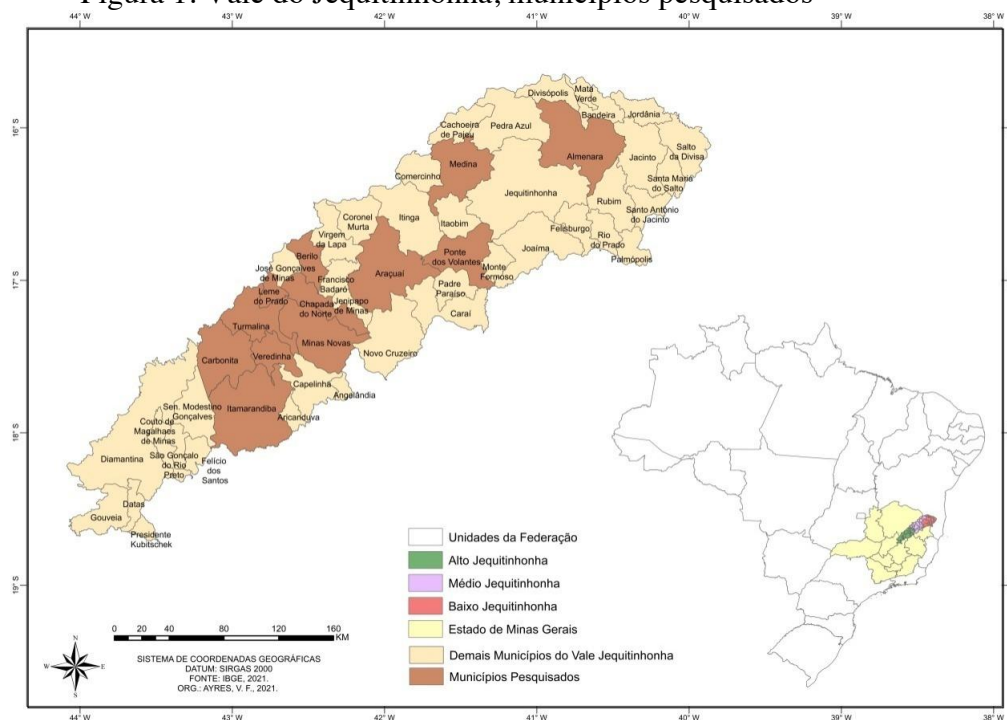 Figura 1: Vale do Jequitinhonha, municípios pesquisados
44°W 43°W 42°W 41°W 40°W 39°W 38°W
16°S
17°S
18°S
19°S
Divisópolis
Mata
Verde
Bandeira
Jordânia
Cachoeira
de Pajeú
Pedra Azul
Almenara
Jacinto
Salto
da Divisa
Medina
Comercinho
Jequitinhonha
Santa Maria
do Salto
Rubim
Santo Antônio
do Jacinto
Coronel
Murta
Itinga
Itaobim
Felisburgo
Rio
do Prado
Virgem
da Lapa
Joaíma
Palmópolis
Berilo
Ponte
dos Volantes
José Gonçalves
de Minas
Araçuaí
Monte
Formoso
Francisco
Badaró
Padre
Paraíso
Leme
do Prado
Chapada
do Norte
Jenipapo
de Minas
Caraí
Turmalina
Minas Novas
Novo Cruzeiro
Carbonita
Veredinha
Capelinha
Angelândia
Itamarandiba
Aricanduva
Sen. Modestino
Gonçalves
Couto de
Magalhaes
de Minas
Diamantina
São Gonçalo
do Rio
Preto
Felício
dos
Santos
Datas
Gouveia
Presidente
Kubitschek
Unidades da Federação
Alto Jequitinhonha
Médio Jequitinhonha
Baixo Jequitinhonha
Estado de Minas Gerais
Demais Municípios do Vale Jequitinhonha
Municípios Pesquisados
0 20 40 80 120 160
KM
N
W E
S
SISTEMA DE COORDENADAS GEOGRÁFICAS
DATUM: SIRGAS 2000
FONTE: IBGE, 2021.
ORG.: AYRES, V. F., 2021.
44°W 43°W 42°W 41°W 40°W 39°W 38°W